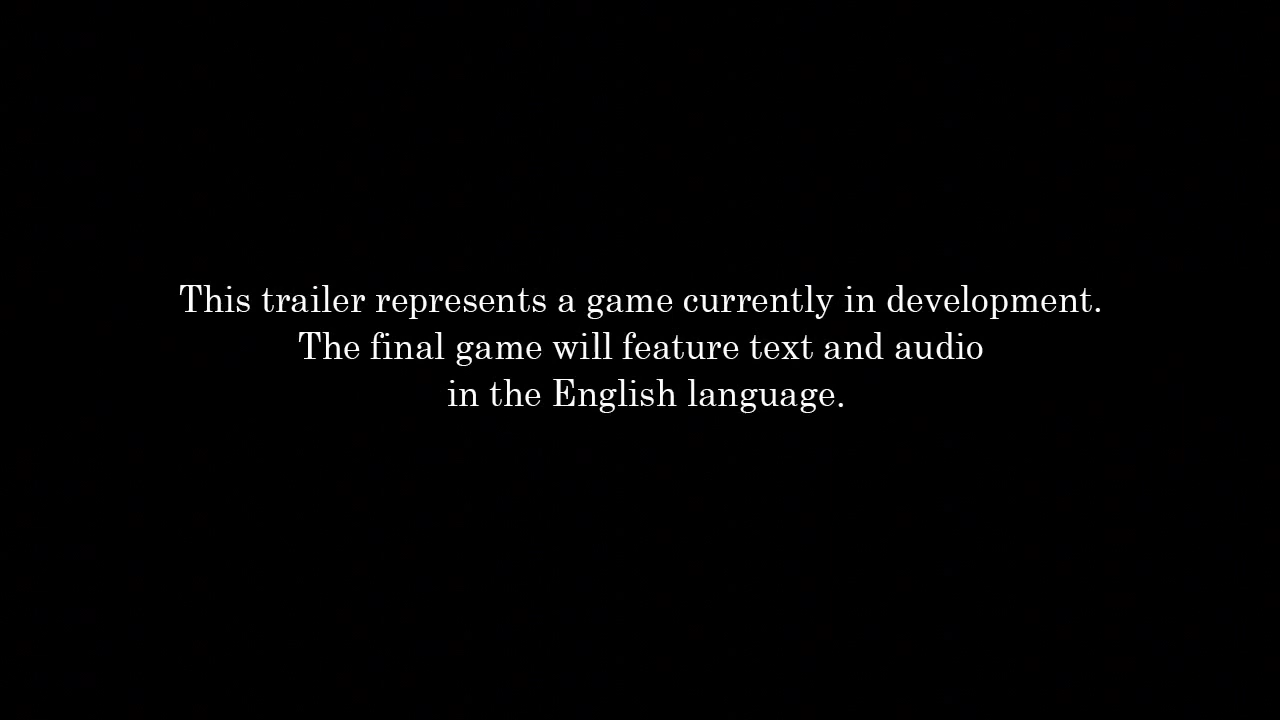 This trailer represents a game currently in development.
The final game will feature text and audio
in the English language.